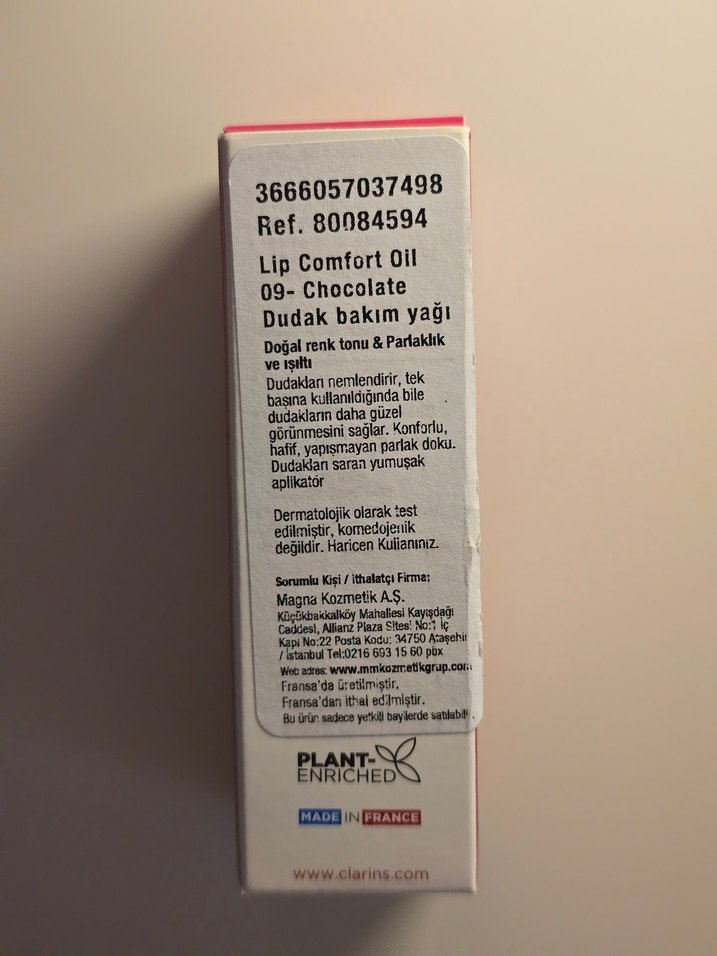 3666057037498
Ref. 80084594
Lip Comfort Oil
09- Chocolate
Dudak bakım yağı
Doğal renk tonu & Parlaklık
ve ışıltı
Dudakları nemlendirir, tek
başına kullanıldığında bile
dudakların daha güzel
görünmesini sağlar. Konforlu,
hafif, yapışmayan parlak doku.
Dudakları saran yumuşak
aplikatör
Dermatolojik olarak test
edilmiştir, komedojenik
değildir. Haricen Kullanınız.
Sorumlu Kişi / İthalatçı Firma:
Magna Kozmetik A.Ş.
Küçükbakkalköy Mahallesi Kayışdağı
Caddesi, Allianz Plaza Sitesi No:1 İç
Kapı No:22 Posta Kodu: 34750 Ataşehir
/ İstanbul Tel:0216 693 15 60 pbx
Web adres: www.mmkozmetikgrup.com
Fransa'da üretilmiştir.
Fransa'dan ithal edilmiştir.
Bu ürün sadece yetkili bayilerde satılabilir.
PLANT-
ENRICHED
MADE IN FRANCE
www.clarins.com